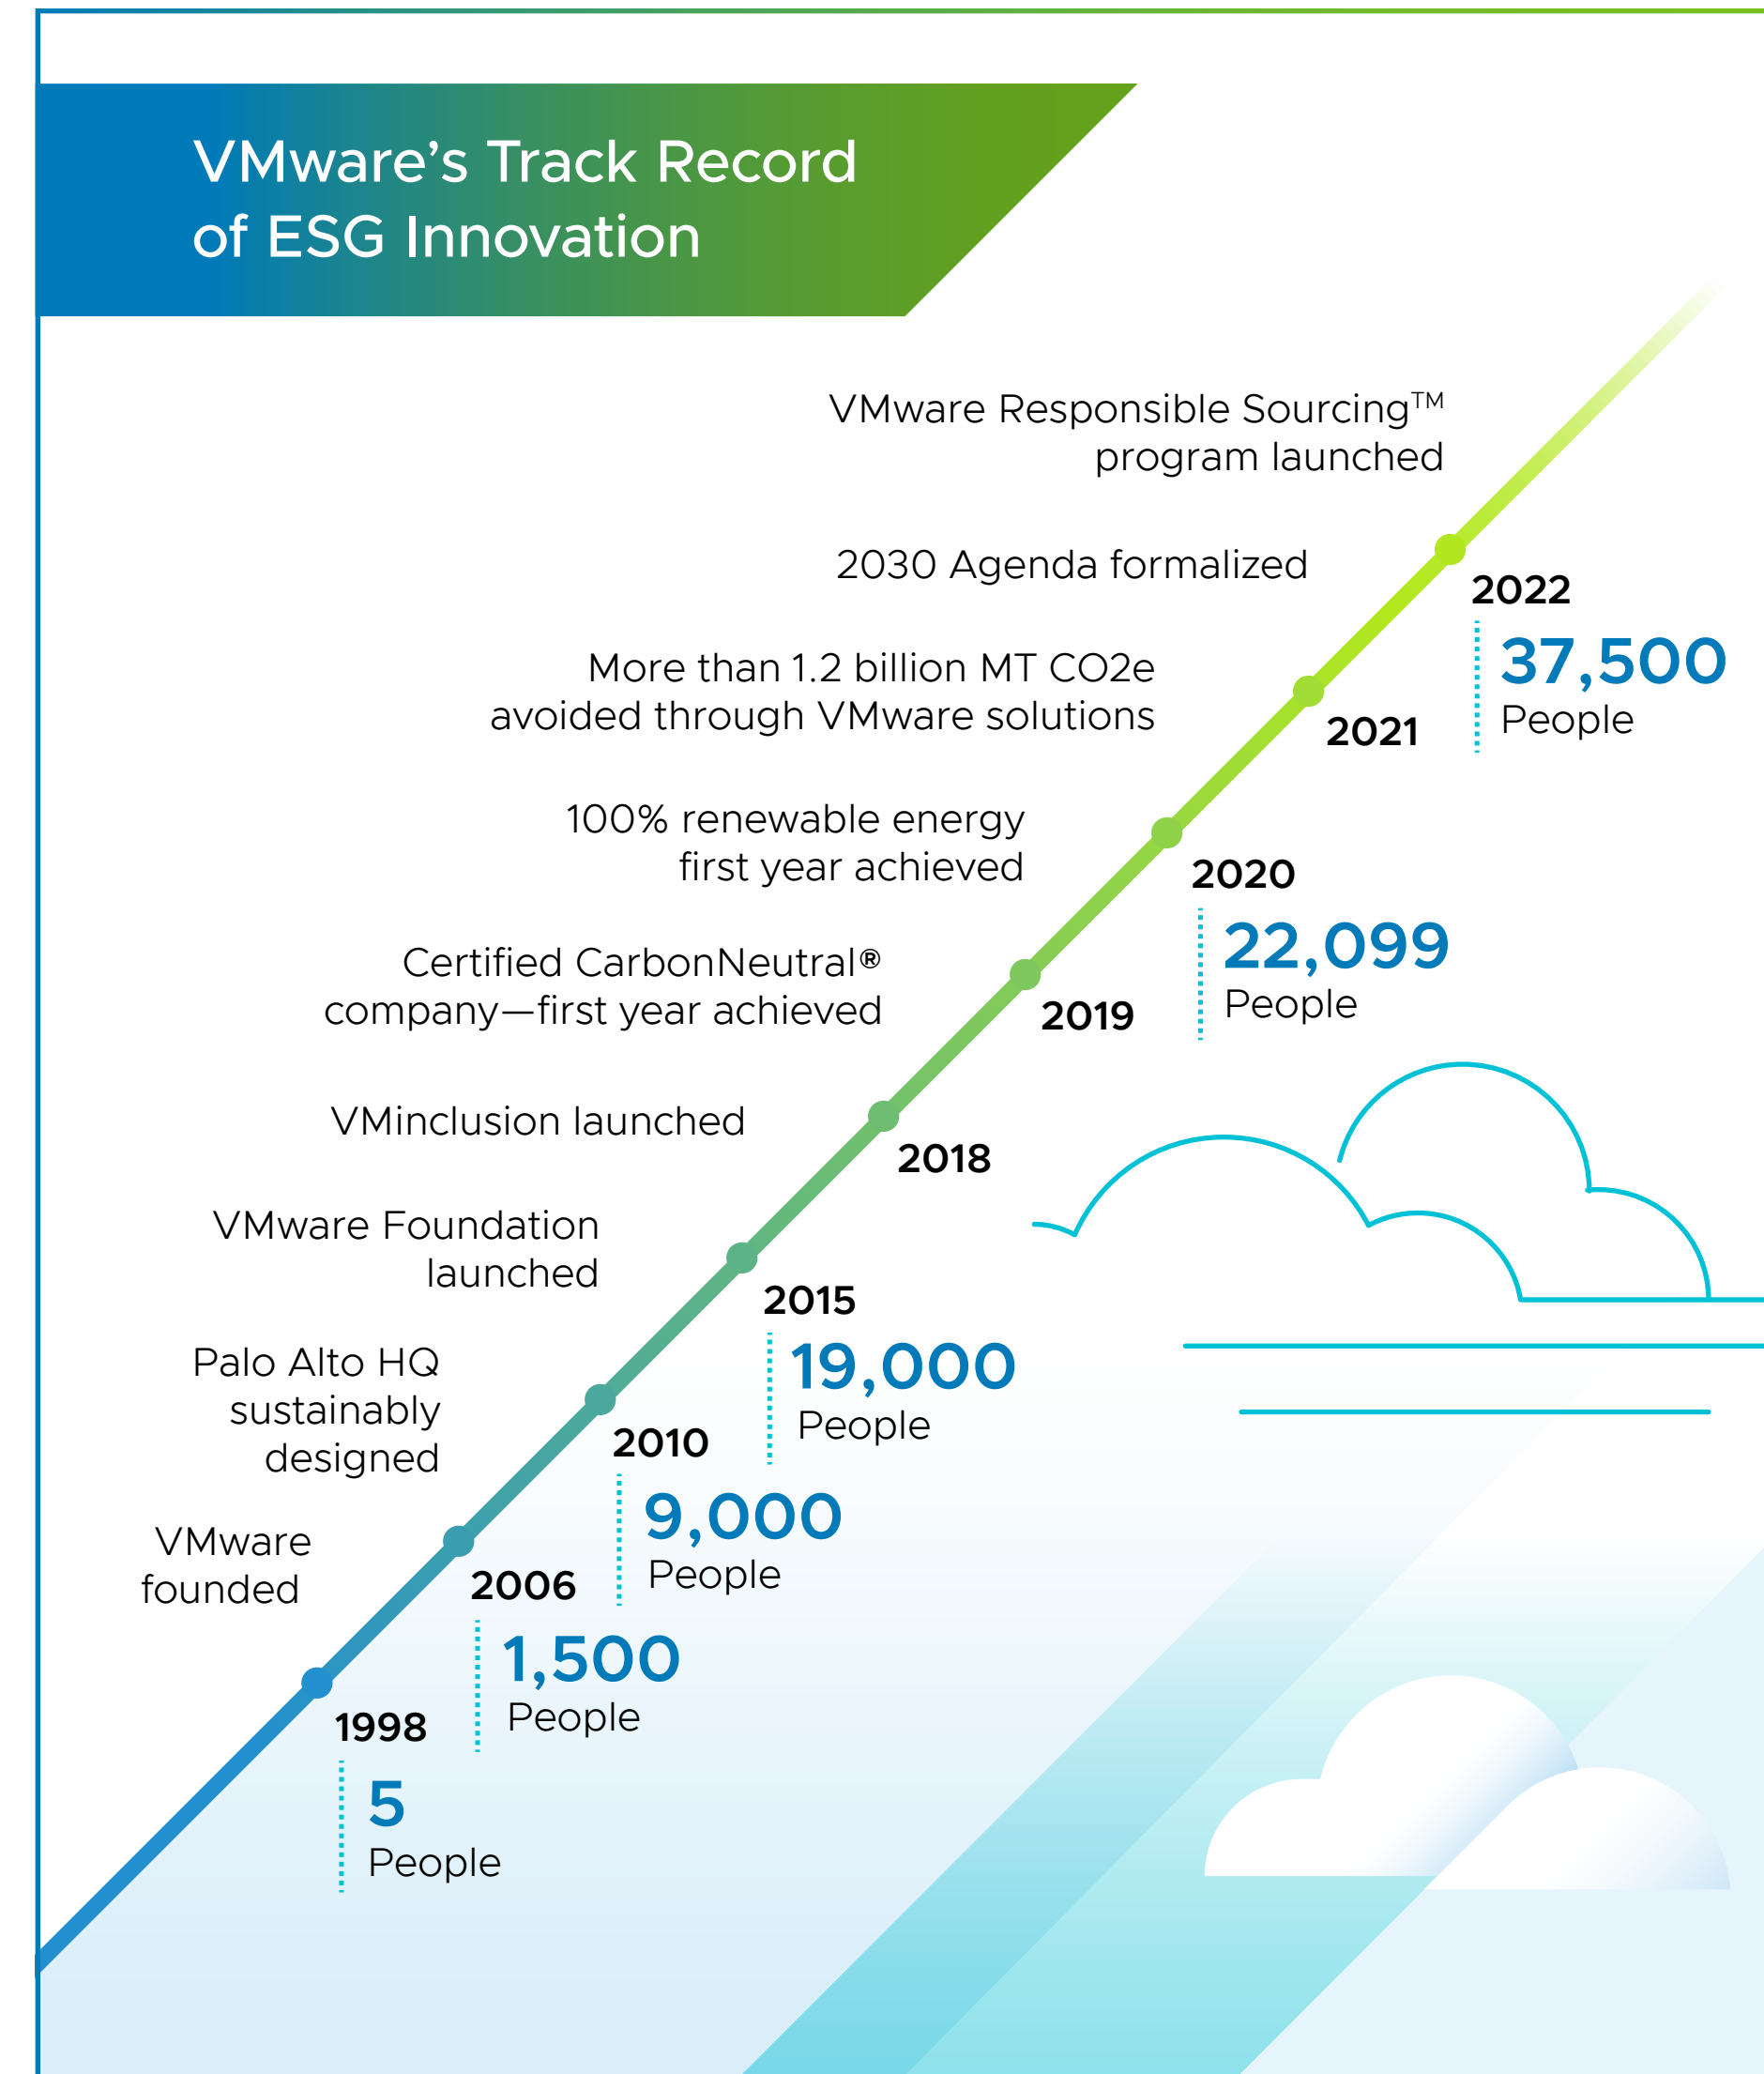 VMware’s Track Record
of ESG Innovation
VMware Responsible Sourcing™
program launched
2030 Agenda formalized
2022
37,500
People
More than 1.2 billion MT CO2e
avoided through VMware solutions
2021
100% renewable energy
first year achieved
2020
22,099
People
Certified CarbonNeutral®
company—first year achieved
2019
VMinclusion launched
2018
VMware Foundation
launched
2015
19,000
People
Palo Alto HQ
sustainably
designed
2010
9,000
People
VMware
founded
2006
1,500
People
1998
5
People